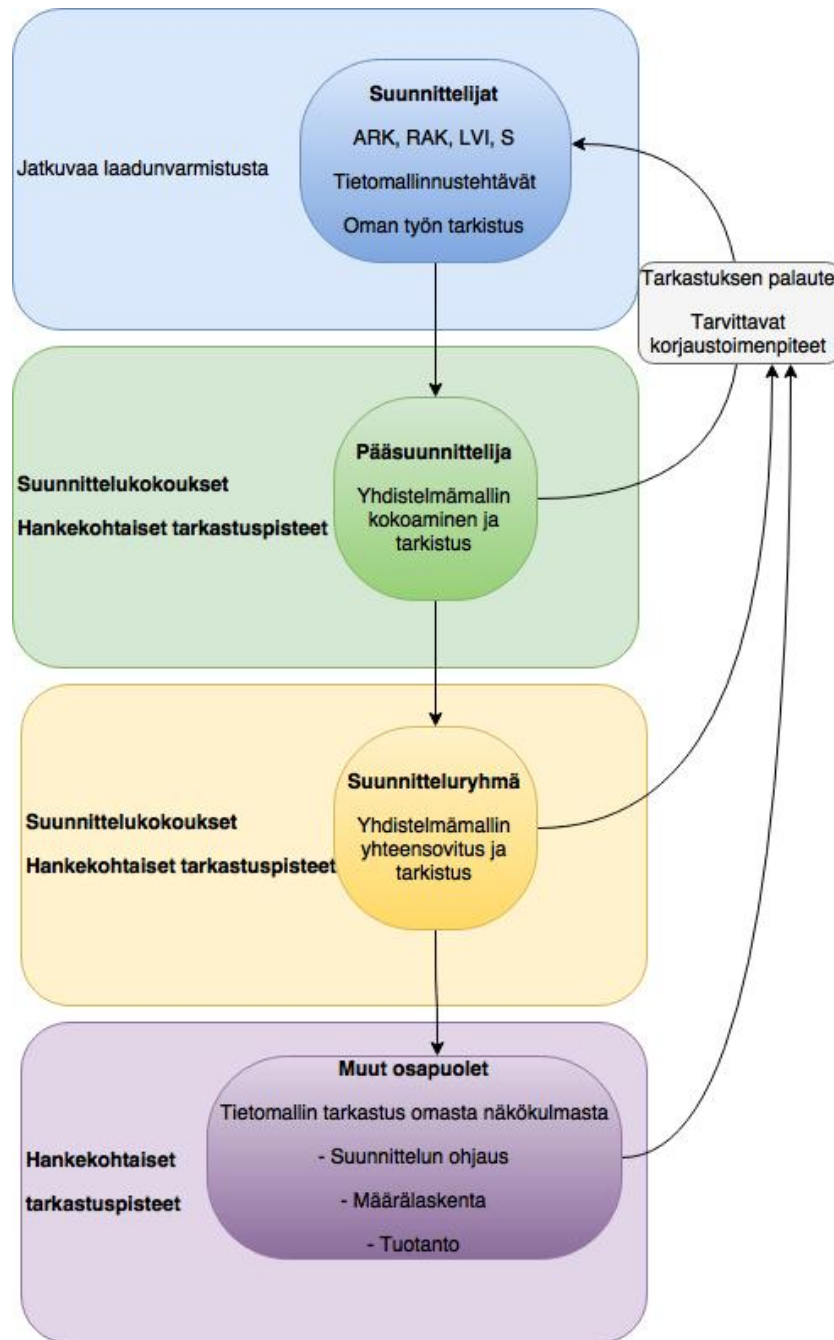 Suunnittelijat
ARK, RAK, LVI, S
Tietomallinnustehtävät
Oman työn tarkistus
Jatkuvaa laadunvarmistusta
Tarkastuksen palaute
Tarvittavat
korjaustoimenpiteet
Pääsuunnittelija
Yhdistelmämallin
kokoaminen ja
tarkistus
Suunnittelukokoukset
Hankekohtaiset tarkastuspisteet
Suunnitteluryhmä
Yhdistelmämallin
yhteensovitus ja
tarkistus
Suunnittelukokoukset
Hankekohtaiset tarkastuspisteet
Muut osapuolet
Tietomallin tarkastus omasta näkökulmasta
- Suunnittelun ohjaus
- Määrälaskenta
- Tuotanto
Hankekohtaiset
tarkastuspisteet